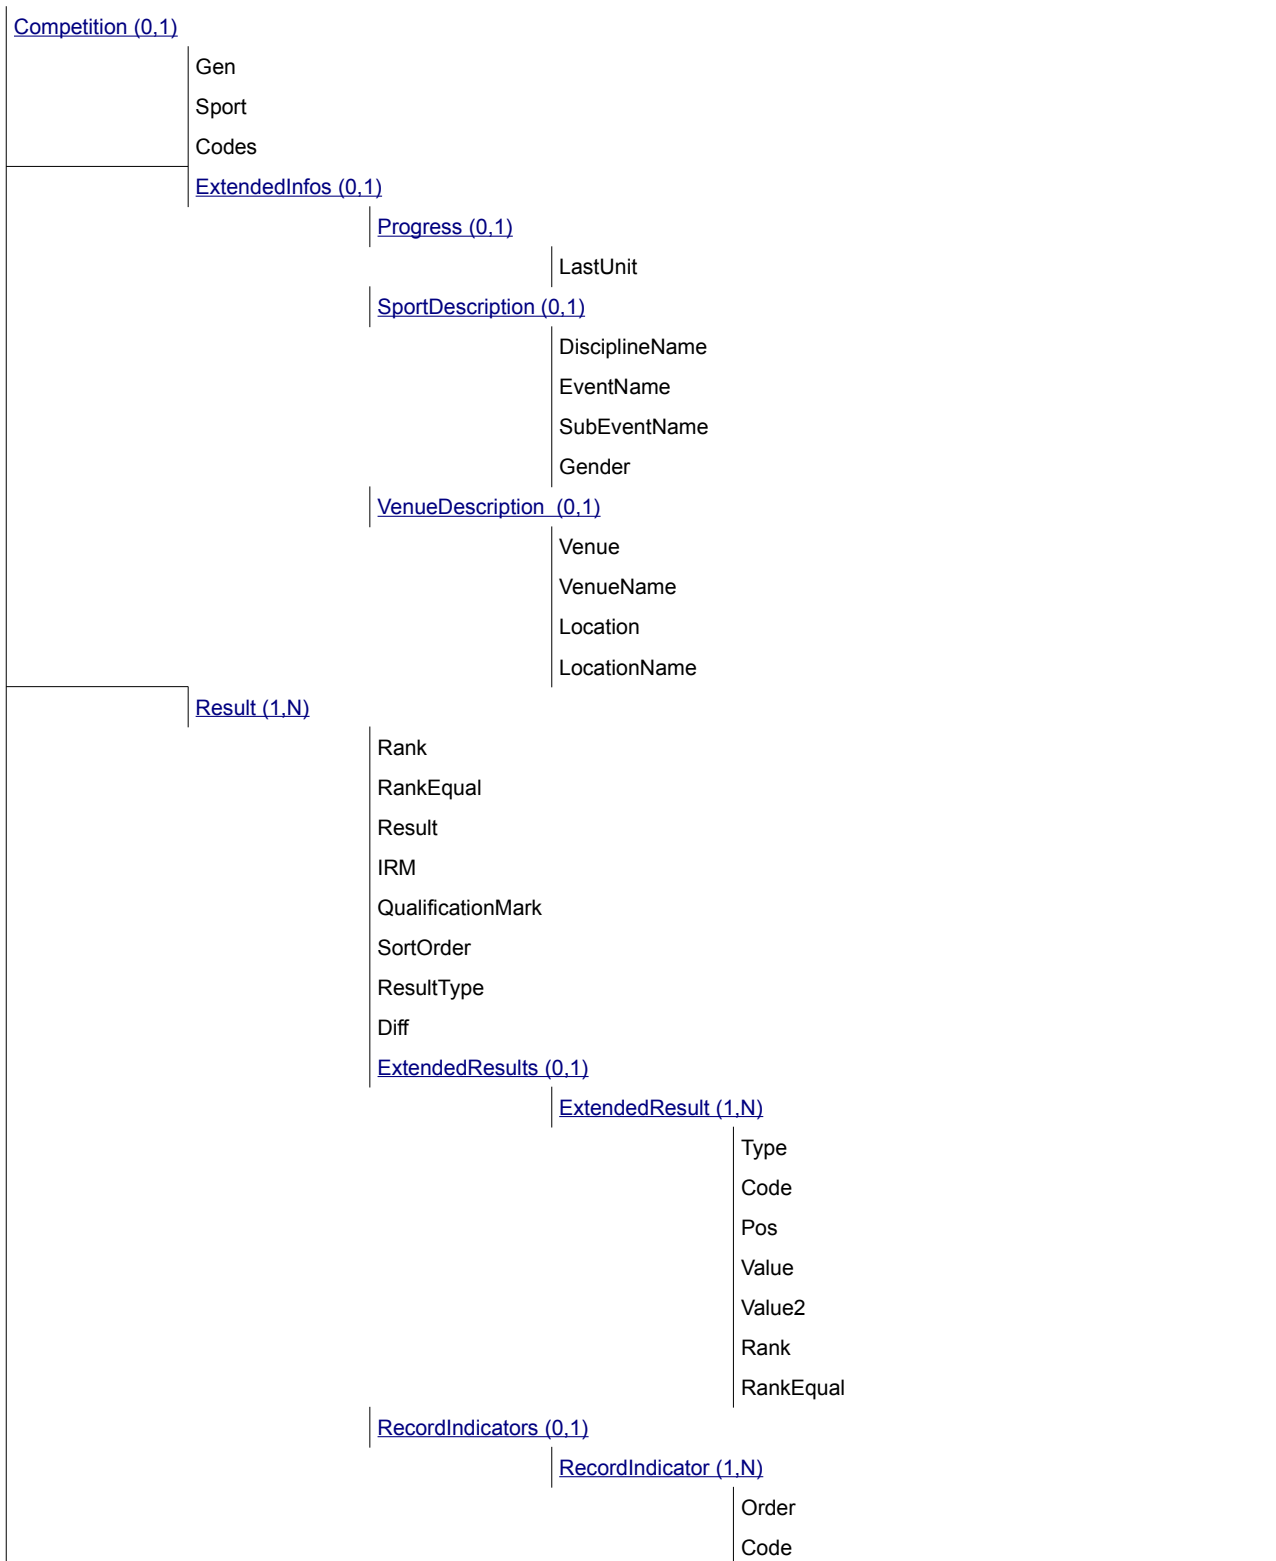 Competition (0,1)
Gen
Sport
Codes
ExtendedInfos (0,1)
Progress (0,1)
LastUnit
SportDescription (0,1)
DisciplineName
EventName
SubEventName
Gender
VenueDescription  (0,1)
Venue
VenueName
Location
LocationName
Result (1,N)
Rank
RankEqual
Result
IRM
QualificationMark
SortOrder
ResultType
Diff
ExtendedResults (0,1)
ExtendedResult (1,N)
Type
Code
Pos
Value
Value2
Rank
RankEqual
RecordIndicators (0,1)
RecordIndicator (1,N)
Order
Code